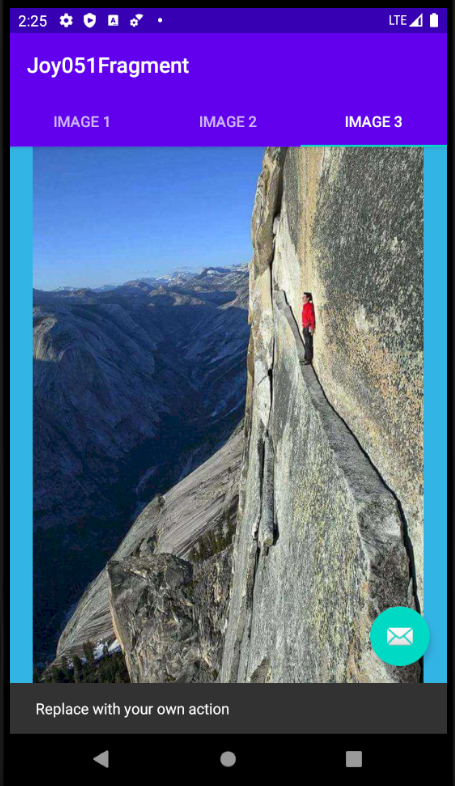 2:25
LTE
Joy051Fragment
IMAGE 1
IMAGE 2
IMAGE 3
Replace with your own action